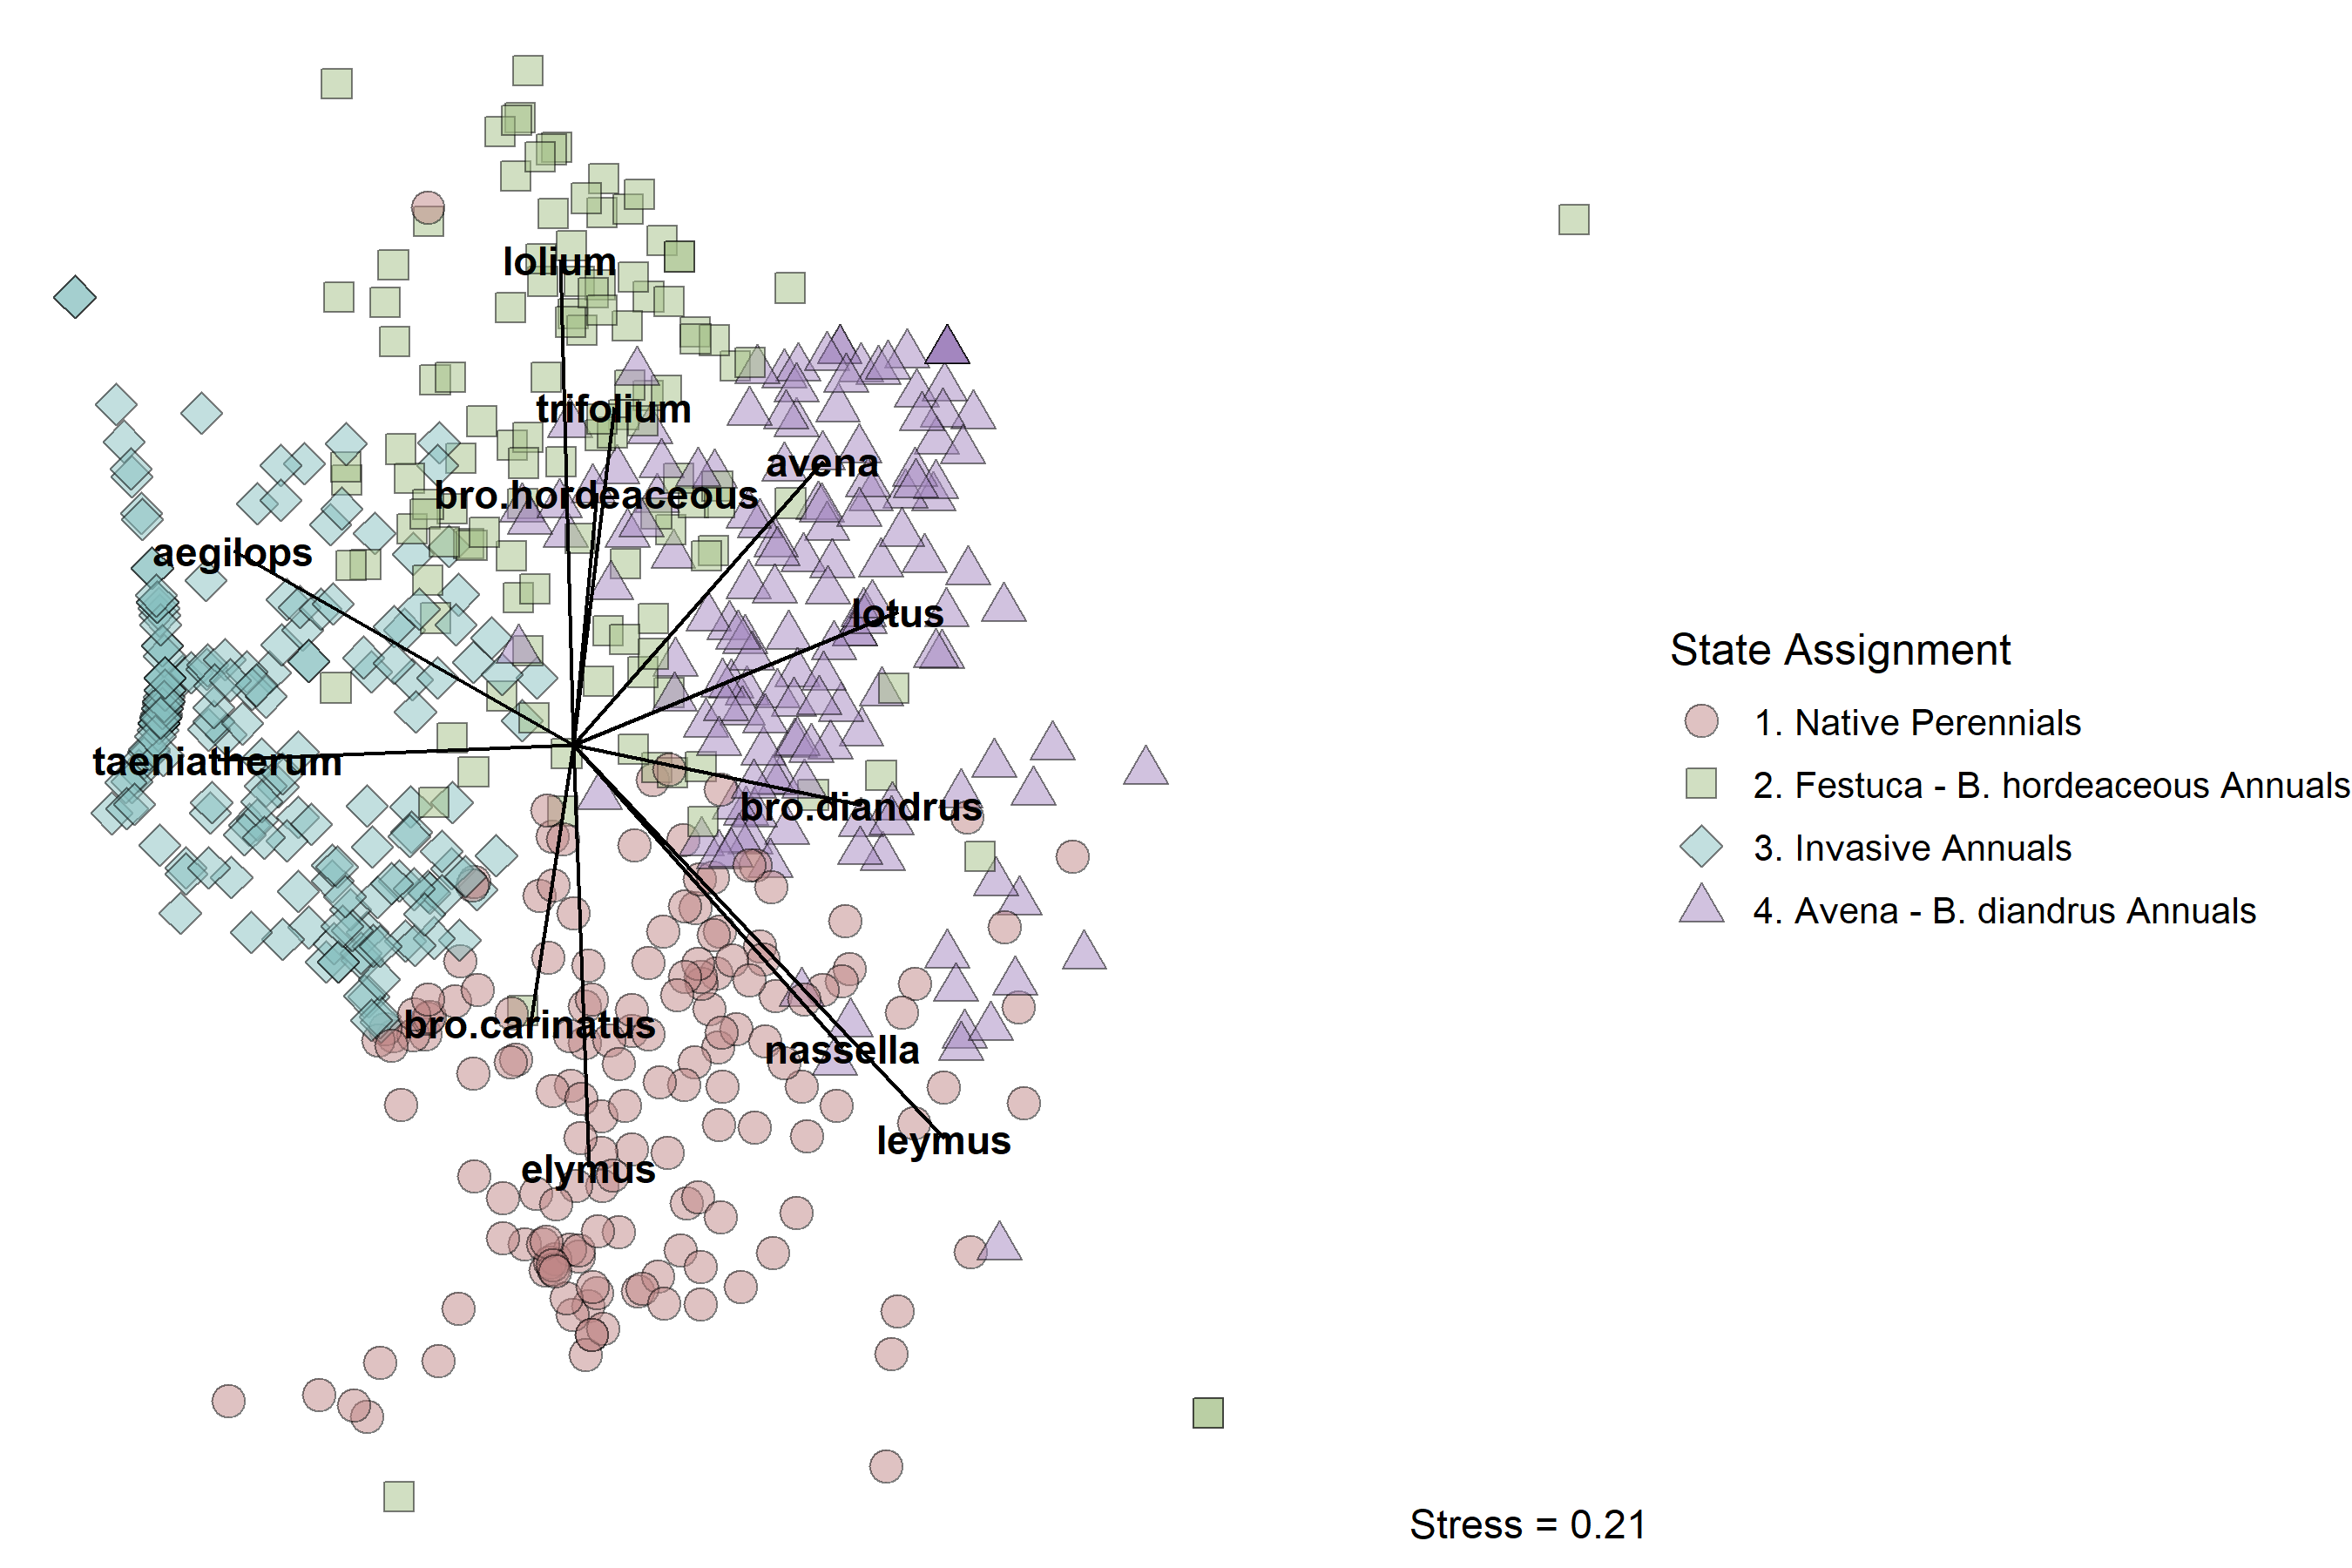 lolium
trifolium
avena
bro.hordeaceous
aegilops
lotus
taeniatherum
bro.diandrus
bro.carinatus
nassella
leymus
elymus
State Assignment
1. Native Perennials
2. Festuca - B. hordeaceous Annuals
3. Invasive Annuals
4. Avena - B. diandrus Annuals
Stress = 0.21